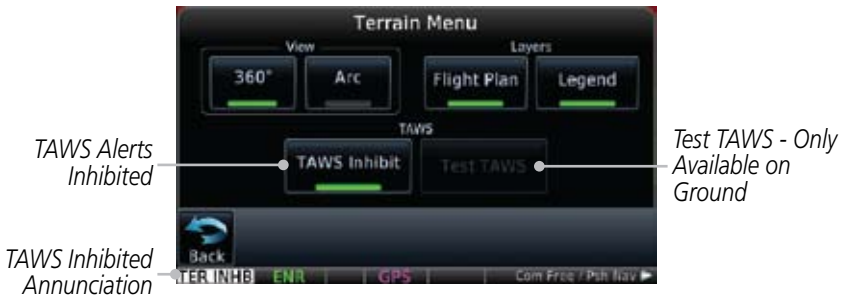 Terrain Menu
View
Layers
360°
Arc
Flight Plan
Legend
TAWS
TAWS Alerts
Inhibited
TAWS Inhibit
Test TAWS
Test TAWS - Only
Available on
Ground
Back
TAWS Inhibited
Annunciation
TER INHB ENR GPS Com Freq / Psh Nav